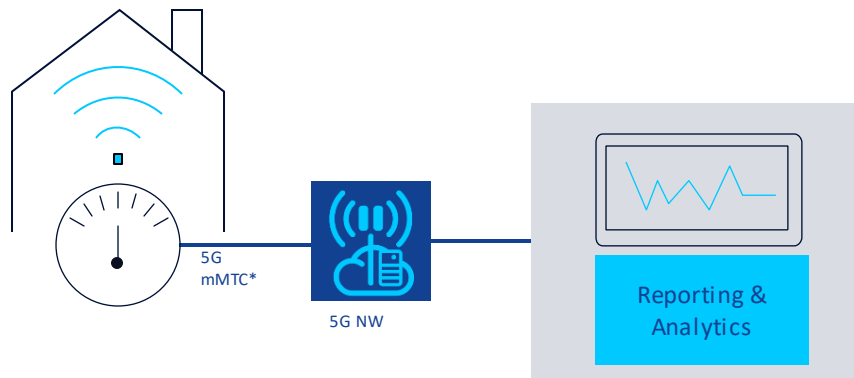 5G
mMTC*
5G NW
Reporting &
Analytics